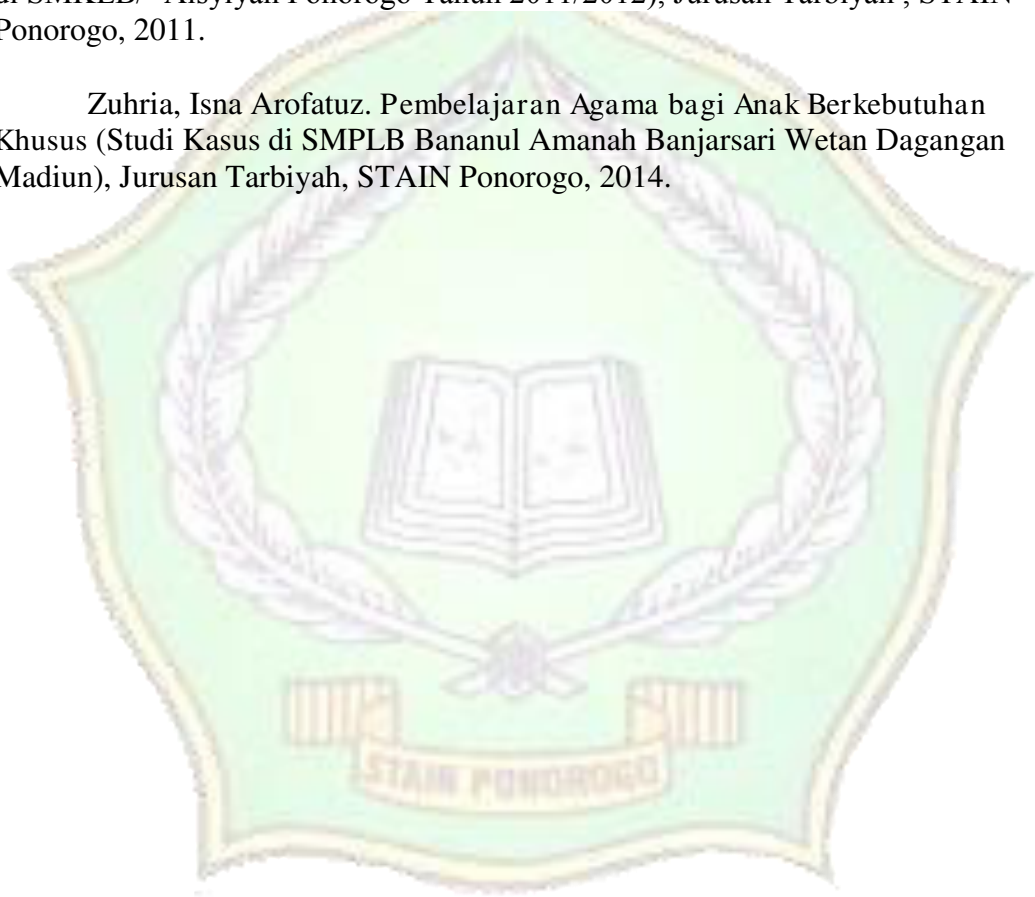 di SMKLB/ Aisyiyah Ponorogo Tahun 2011/2012), Jurusan Tarbiyah , STAIN
Ponorogo, 2011.
Zuhria, Isna Arofatuz. Pembelajaran Agama bagi Anak Berkebutuhan
Khusus (Studi Kasus di SMPLB Bananul Amanah Banjarsari Wetan Dagangan
Madiun), Jurusan Tarbiyah, STAIN Ponorogo, 2014.
STAIN PONOROGO